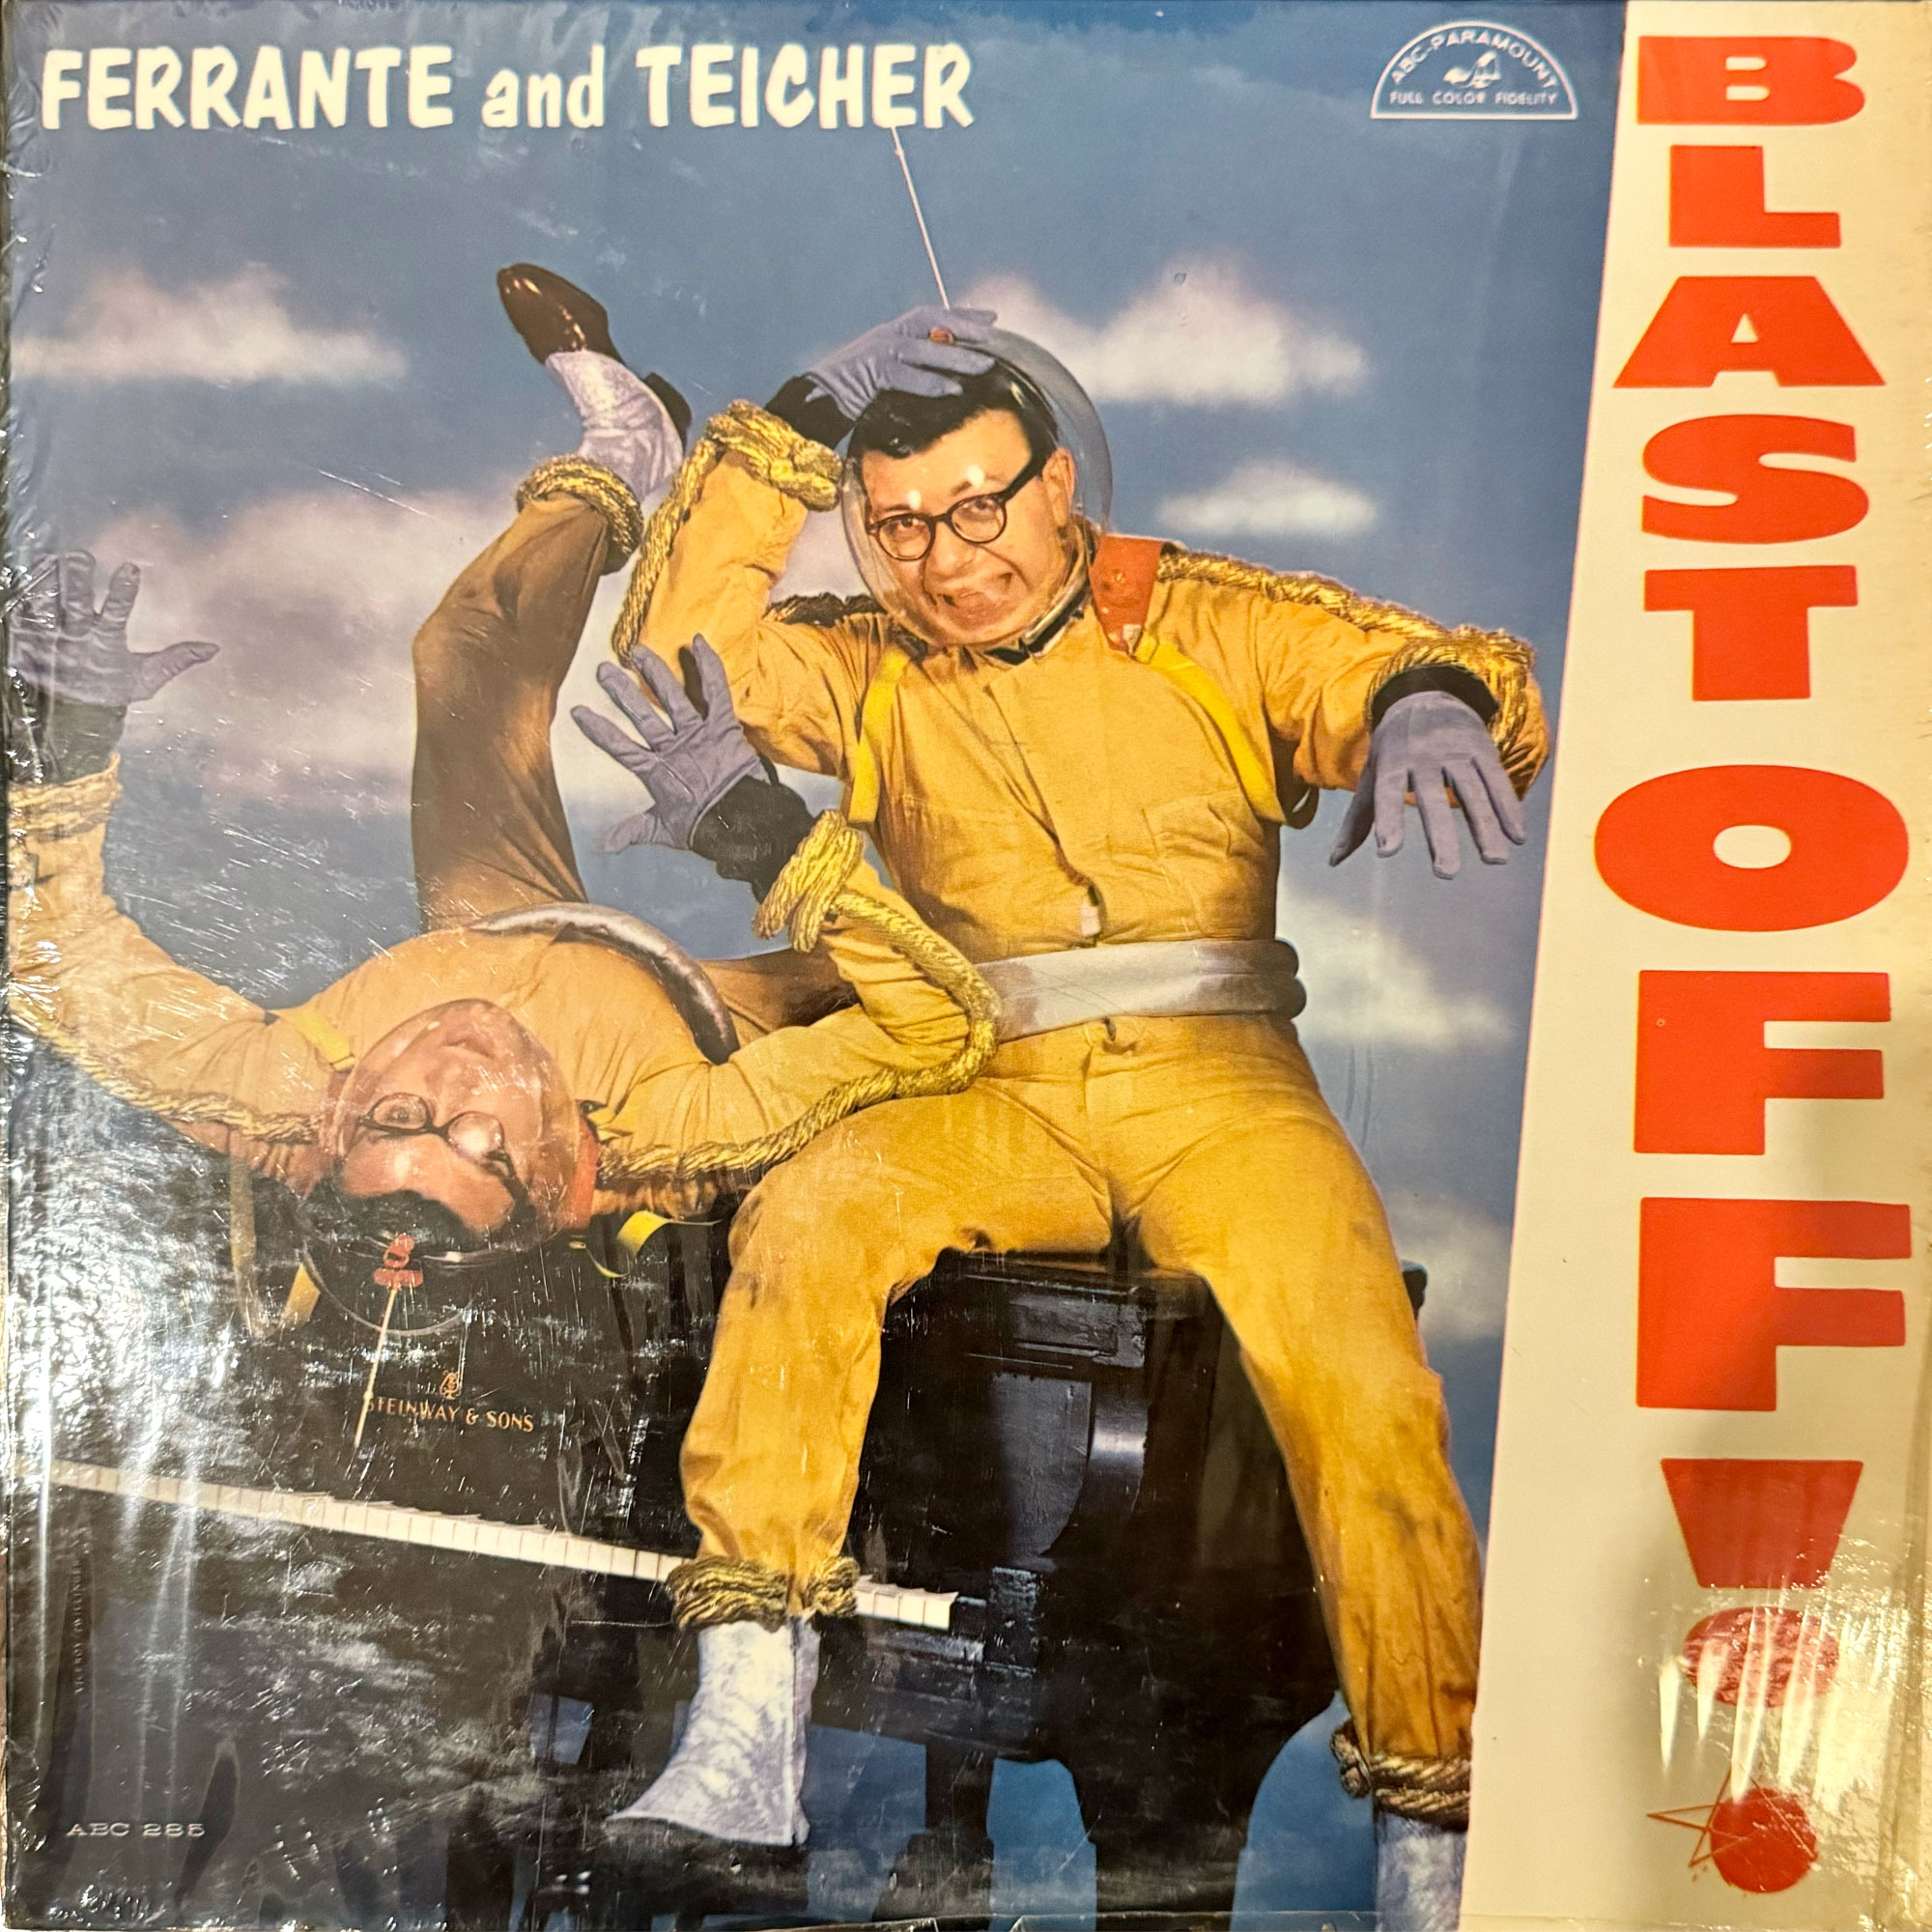 FERRANTE and TEICHER
ABC-PARAMOUNT
FULL COLOR FIDELITY
BLAST OFF!
STEINWAY & SONS
ABC 285